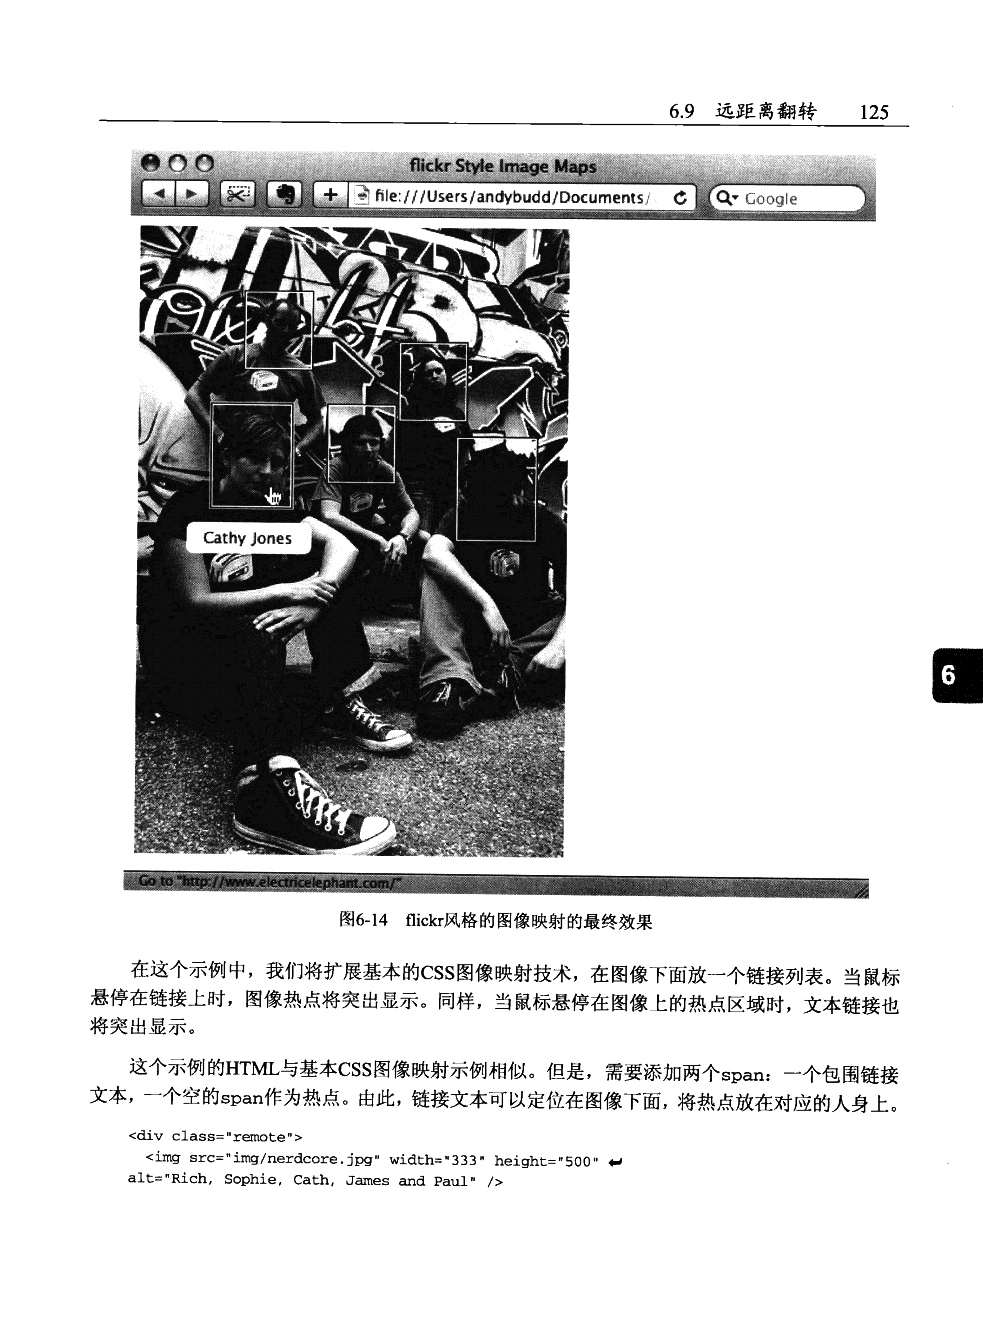 6.9 远距离翻转 125
flickr Style Image Maps
file:///Users/andybudd/Documents/
Google
Cathy Jones
6
Go to "http://www.electricelephant.com/"
图6-14 flickr风格的图像映射的最终效果
在这个示例中，我们将扩展基本的CSS图像映射技术，在图像下面放一个链接列表。当鼠标
悬停在链接上时，图像热点将突出显示。同样，当鼠标悬停在图像上的热点区域时，文本链接也
将突出显示。
这个示例的HTML与基本CSS图像映射示例相似。但是，需要添加两个span：一个包围链接
文本，一个空的span作为热点。由此，链接文本可以定位在图像下面，将热点放在对应的人身上。
<div class="remote">
<img src="img/nerdcore.jpg" width="333" height="500" ↩
alt="Rich, Sophie, Cath, James and Paul" />